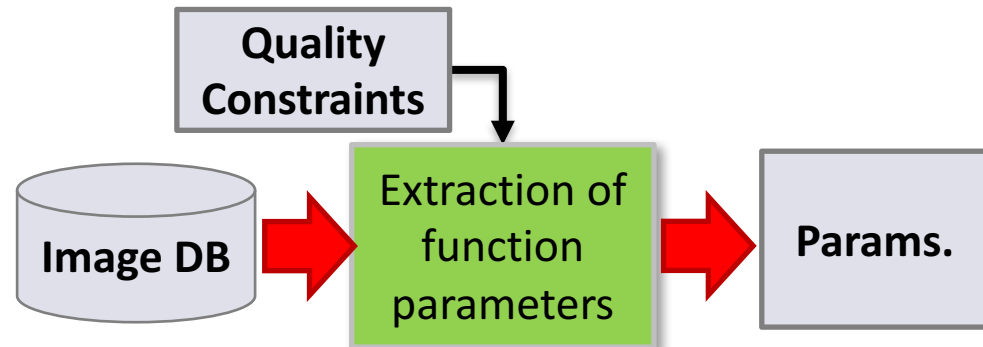 Quality
Constraints
Image DB
Extraction of
function
parameters
Params.